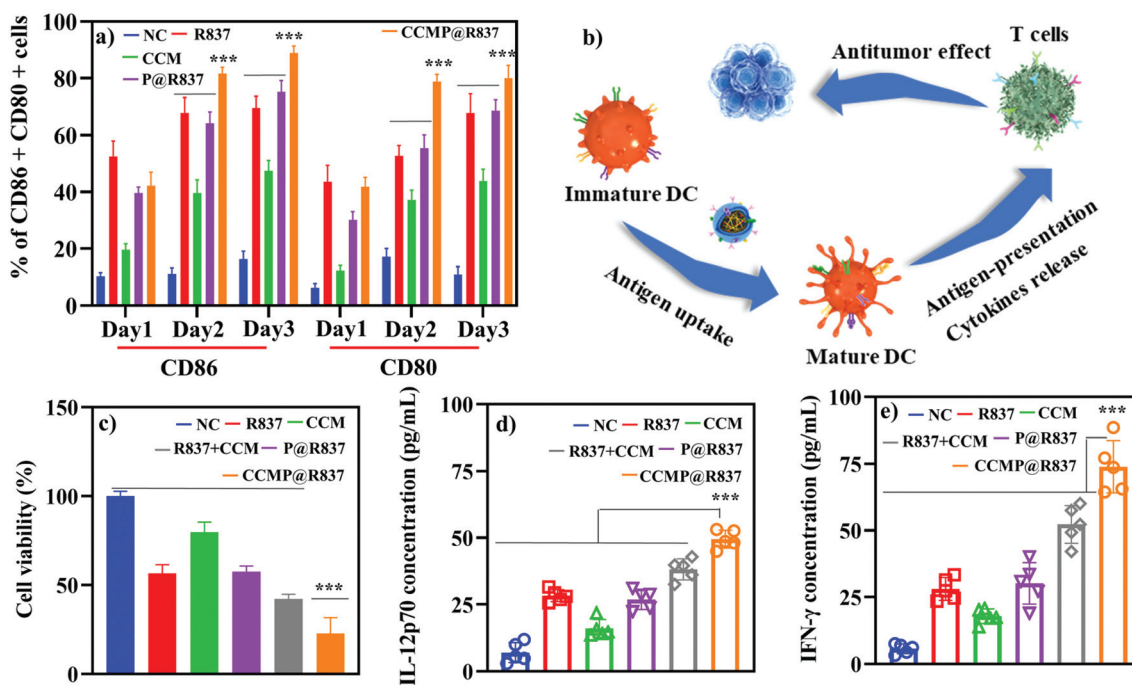 a)
% of CD86 + CD80 + cells
100
80
60
40
20
0
NC R837
CCM
P@R837
CCMP@R837
***
***
***
***
Day1 Day2 Day3 Day1 Day2 Day3
CD86 CD80
b)
Antitumor effect
T cells
Immature DC
Antigen uptake
Mature DC
Antigen-presentation
Cytokines release
c)
Cell viability (%)
150
100
50
0
NC R837 CCM
R837+CCM P@R837
CCMP@R837
***
d)
IL-12p70 concentration (pg/mL)
100
75
50
25
0
NC R837 CCM
R837+CCM P@R837
CCMP@R837
***
e)
IFN-γ concentration (pg/mL)
100
75
50
25
0
NC R837 CCM
R837+CCM P@R837
CCMP@R837
***